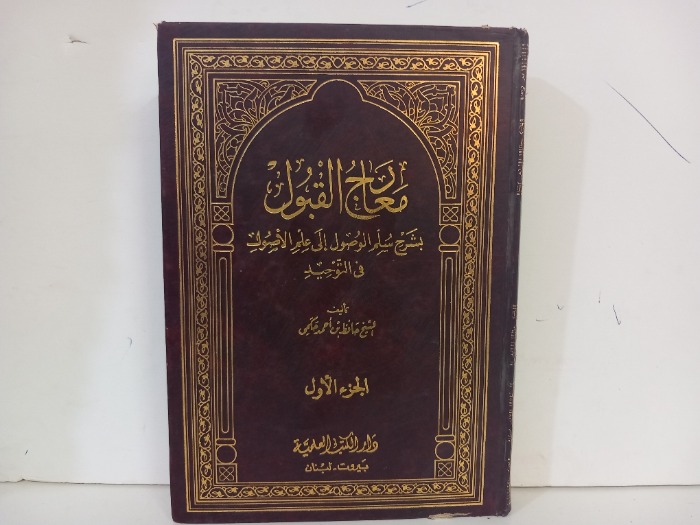 معارج القبول
بشرح سلم الوصول إلى علم الأصول
في التوحيد
تأليف
الشيخ حافظ بن أحمد حكمي
الجزء الأول
دار الكتب العلمية
بيروت - لبنان